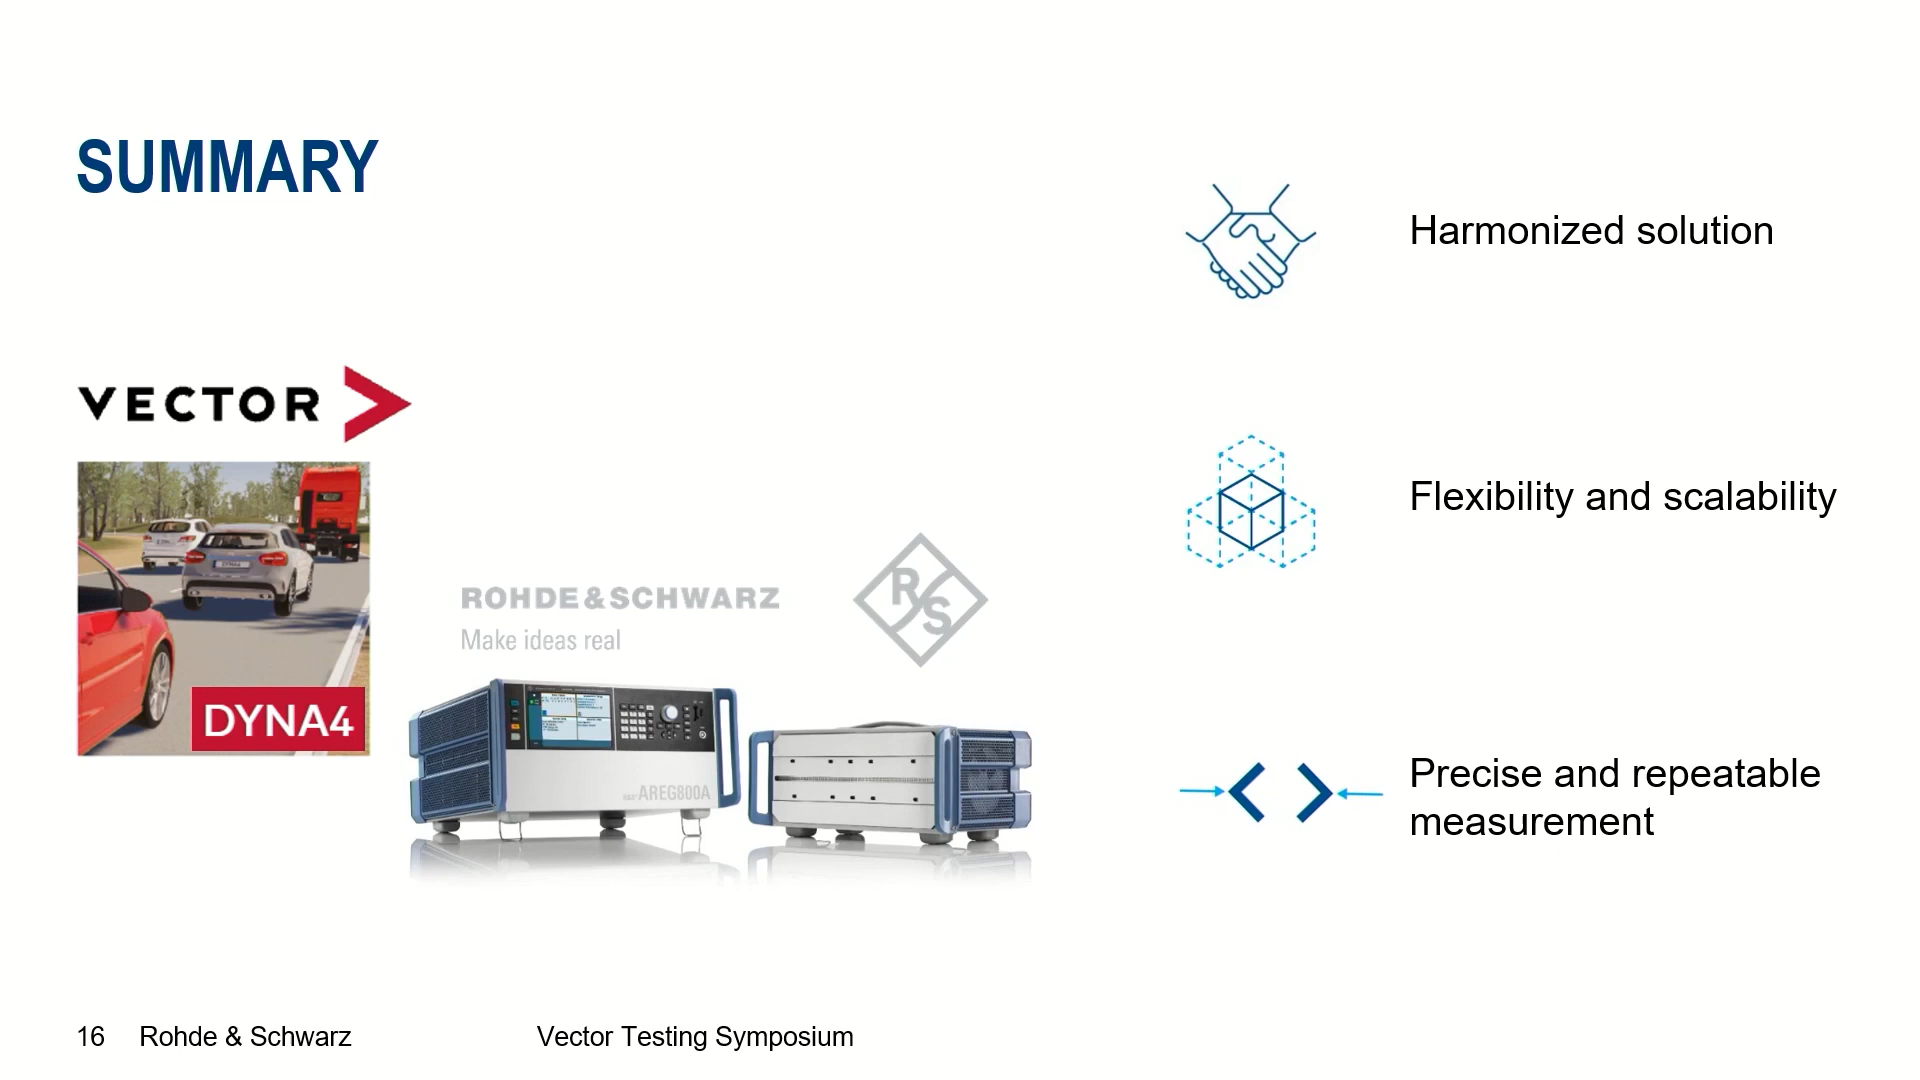 SUMMARY
VECTOR
DYNA4
ROHDE&SCHWARZ
Make ideas real
R/S
R&S®AREG800A
Harmonized solution
Flexibility and scalability
Precise and repeatable
measurement
16 Rohde & Schwarz Vector Testing Symposium